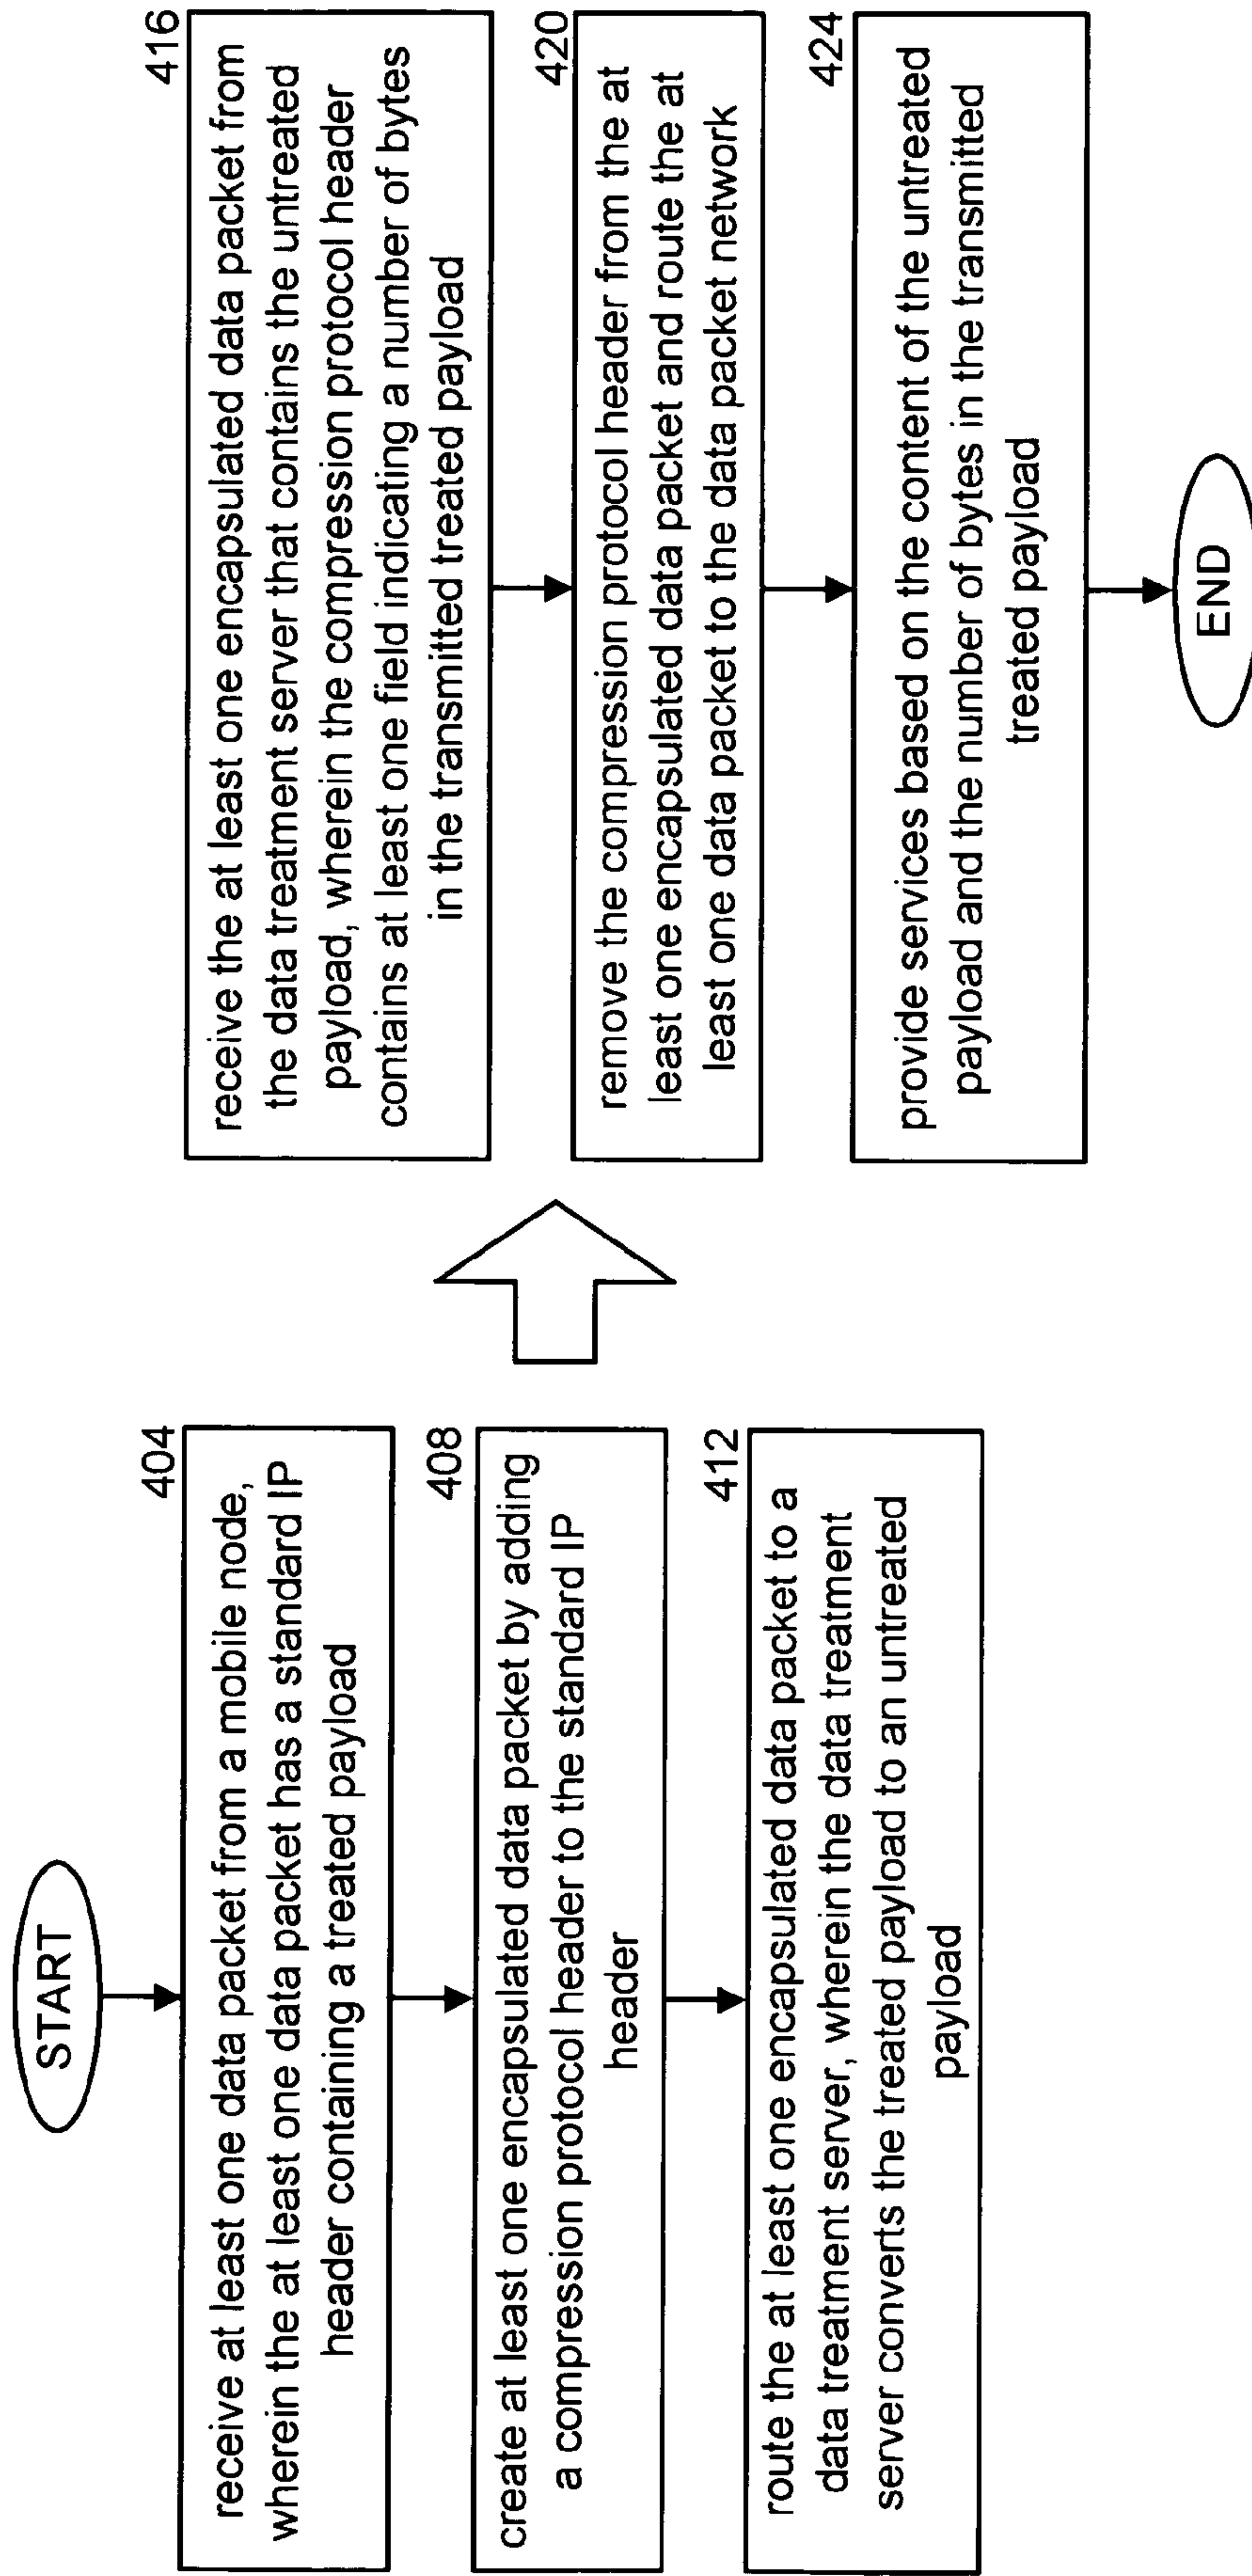 START
404
receive at least one data packet from a mobile node,
wherein the at least one data packet has a standard IP
header containing a treated payload
408
create at least one encapsulated data packet by adding
a compression protocol header to the standard IP
header
412
route the at least one encapsulated data packet to a
data treatment server, wherein the data treatment
server converts the treated payload to an untreated
payload
416
receive the at least one encapsulated data packet from
the data treatment server that contains the untreated
payload, wherein the compression protocol header
contains at least one field indicating a number of bytes
in the transmitted treated payload
420
remove the compression protocol header from the at
least one encapsulated data packet and route the at
least one data packet to the data packet network
424
provide services based on the content of the untreated
payload and the number of bytes in the transmitted
treated payload
END